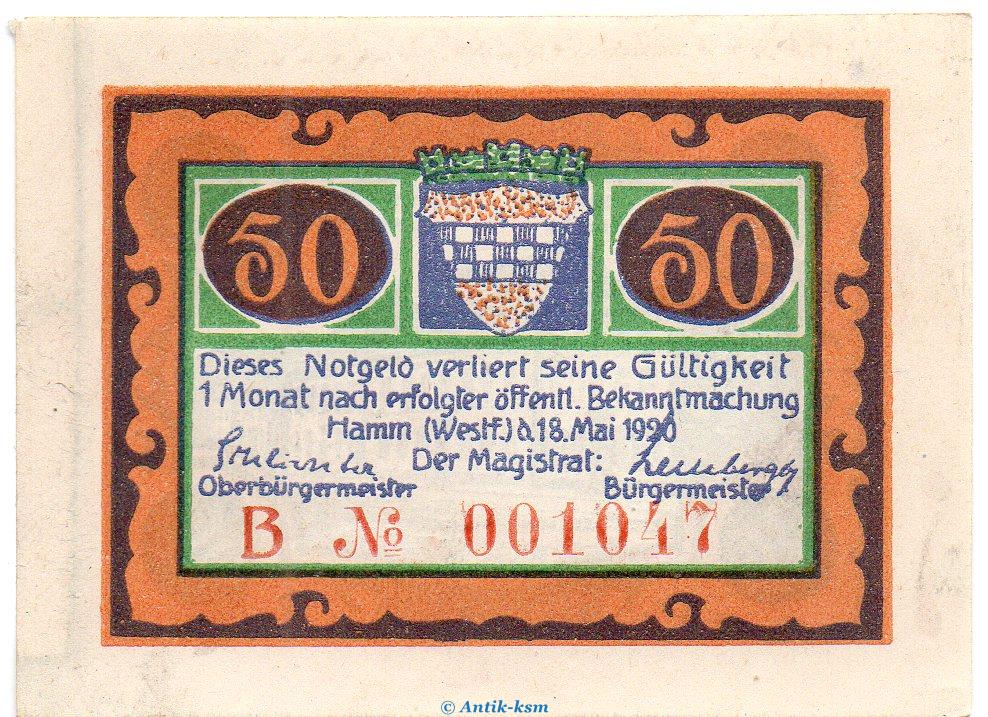 50 50
Dieses Notgeld verliert seine Gültigkeit
1 Monat nach erfolgter öffentl. Bekanntmachung
Hamm (Westf.) d. 18. Mai 1920
Der Magistrat:
Oberbürgermeister Bürgermeister
B No 001047
© Antik-ksm